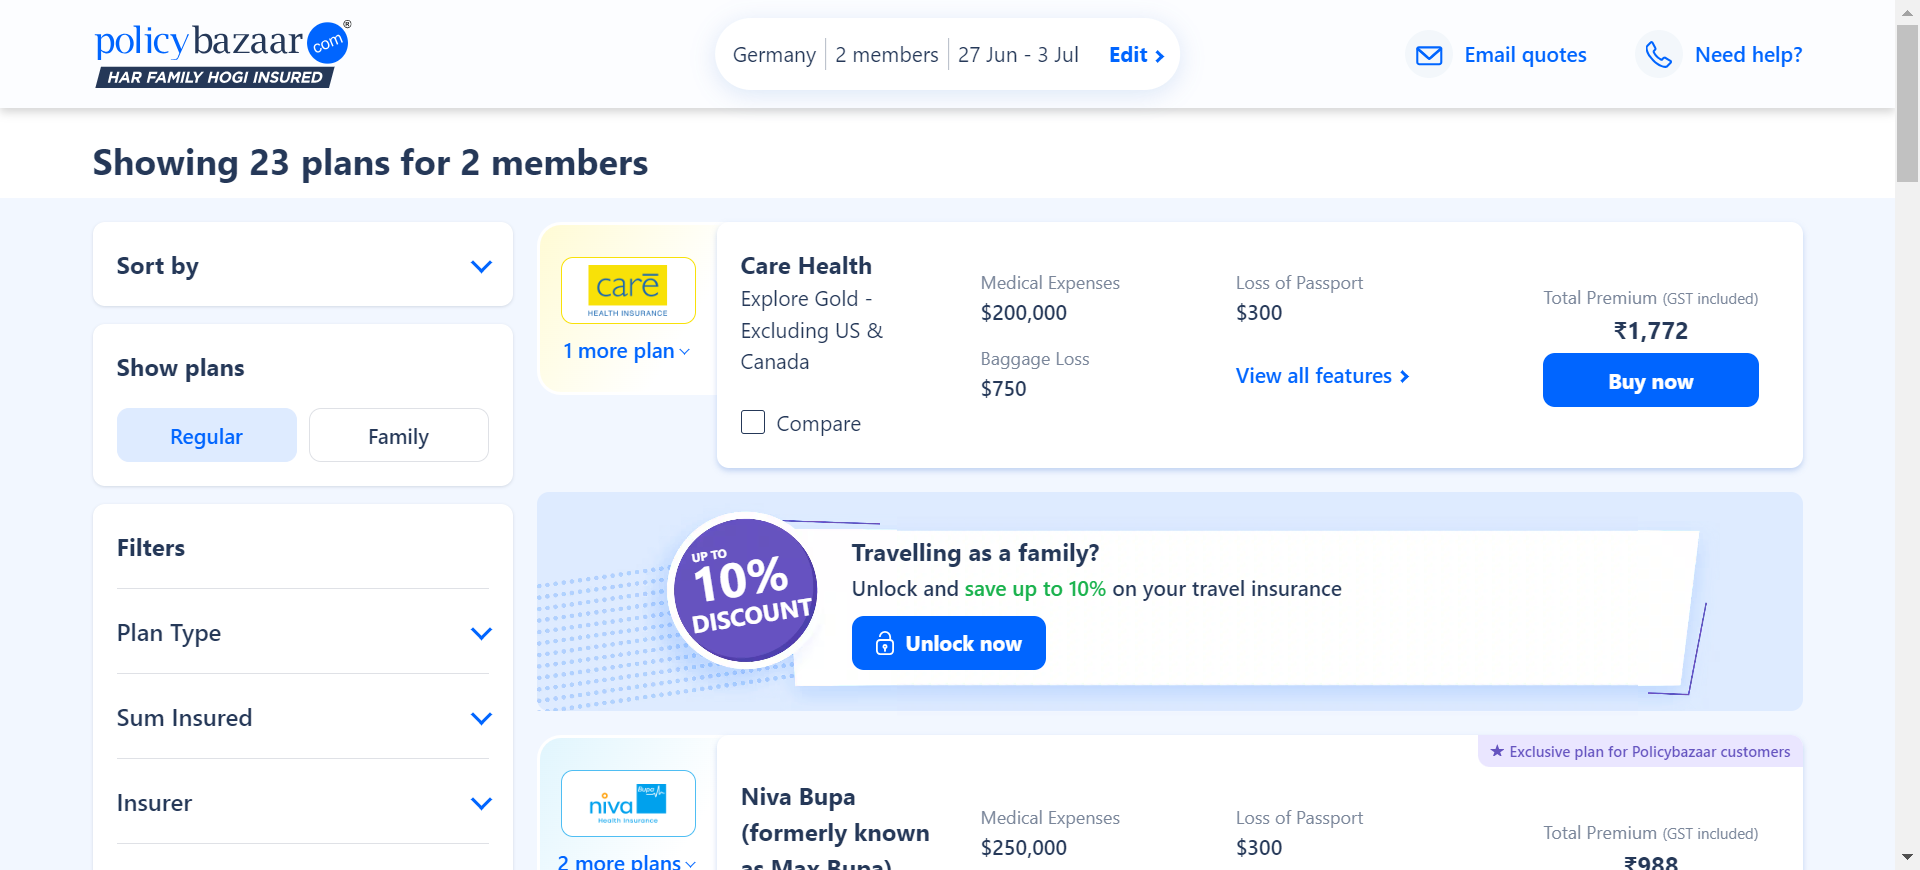 policybazaar.com®
HAR FAMILY HOGI INSURED
Germany 2 members 27 Jun - 3 Jul Edit
Email quotes
Need help?
Showing 23 plans for 2 members
Sort by
Show plans
Regular
Family
Filters
Plan Type
Sum Insured
Insurer
carē
HEALTH INSURANCE
1 more plan
Care Health
Explore Gold -
Excluding US &
Canada
Compare
Medical Expenses
$200,000
Baggage Loss
$750
Loss of Passport
$300
View all features
Total Premium (GST included)
₹1,772
Buy now
UP TO
10%
DISCOUNT
Travelling as a family?
Unlock and save up to 10% on your travel insurance
Unlock now
Exclusive plan for Policybazaar customers
niva Bupa
Health Insurance
2 more plans
Niva Bupa
(formerly known
as Max Bupa)
Medical Expenses
$250,000
Loss of Passport
$300
Total Premium (GST included)
₹988